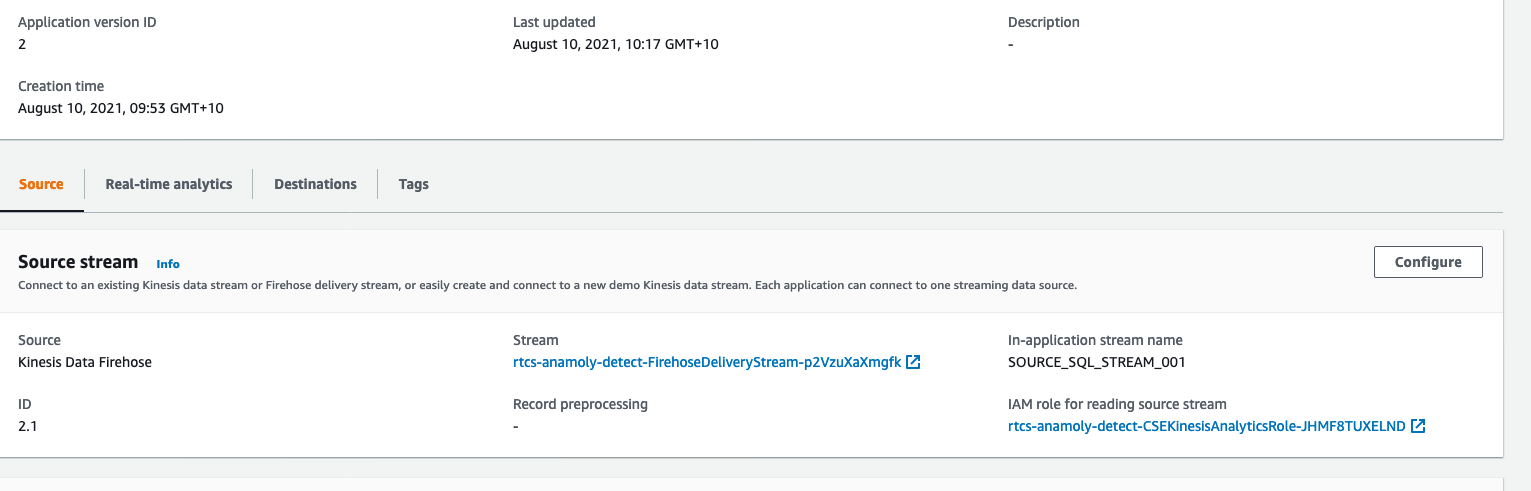 Application version ID
2
Last updated
August 10, 2021, 10:17 GMT+10
Description
-
Creation time
August 10, 2021, 09:53 GMT+10
Source
Real-time analytics
Destinations
Tags
Source stream
Info
Configure
Connect to an existing Kinesis data stream or Firehose delivery stream, or easily create and connect to a new demo Kinesis data stream. Each application can connect to one streaming data source.
Source
Kinesis Data Firehose
Stream
rtcs-anamoly-detect-FirehoseDeliveryStream-p2VzuXaXmgfk
In-application stream name
SOURCE_SQL_STREAM_001
ID
2.1
Record preprocessing
-
IAM role for reading source stream
rtcs-anamoly-detect-CSEKinesisAnalyticsRole-JHMF8TUXELND